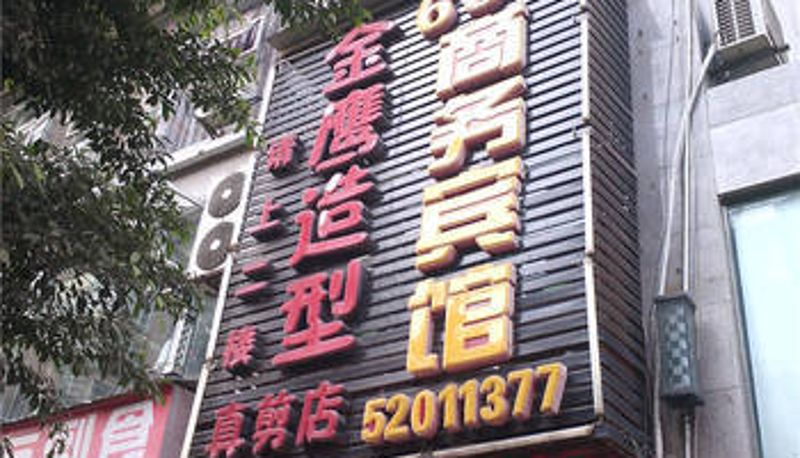 商务宾馆
52011377
金鹰造型
请上二楼
真剪店